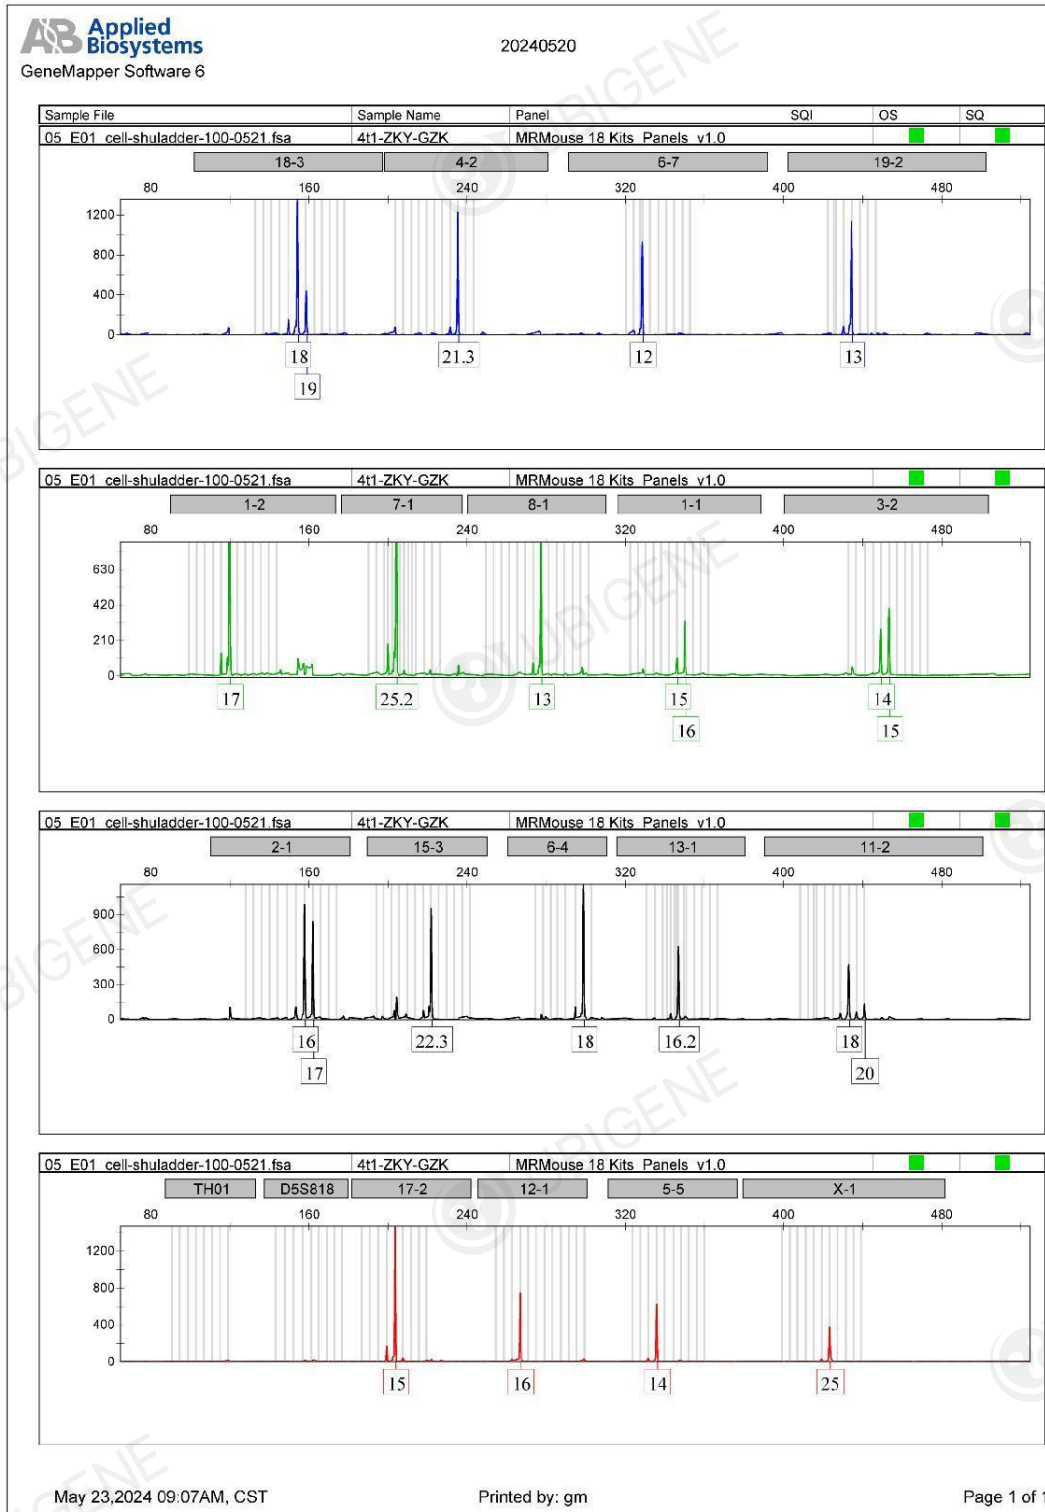 AB Applied Biosystems
20240520
GeneMapper Software 6
Sample File Sample Name Panel SQI OS SQ
05_E01_cell-shuladder-100-0521.fsa 4t1-ZKY-GZK MRMouse 18 Kits_Panels_v1.0
18-3 4-2 6-7 19-2
80 160 240 320 400 480
1200
800
400
0
18 21.3 12 13
19
05_E01_cell-shuladder-100-0521.fsa 4t1-ZKY-GZK MRMouse 18 Kits_Panels_v1.0
1-2 7-1 8-1 1-1 3-2
80 160 240 320 400 480
630
420
210
0
17 25.2 13 15 14
16 15
05_E01_cell-shuladder-100-0521.fsa 4t1-ZKY-GZK MRMouse 18 Kits_Panels_v1.0
2-1 15-3 6-4 13-1 11-2
80 160 240 320 400 480
900
600
300
0
16 22.3 18 16.2 18
17 20
05_E01_cell-shuladder-100-0521.fsa 4t1-ZKY-GZK MRMouse 18 Kits_Panels_v1.0
TH01 D5S818 17-2 12-1 5-5 X-1
80 160 240 320 400 480
1200
800
400
0
15 16 14 25
May 23,2024 09:07AM, CST Printed by: gm Page 1 of 1
UBIGENE